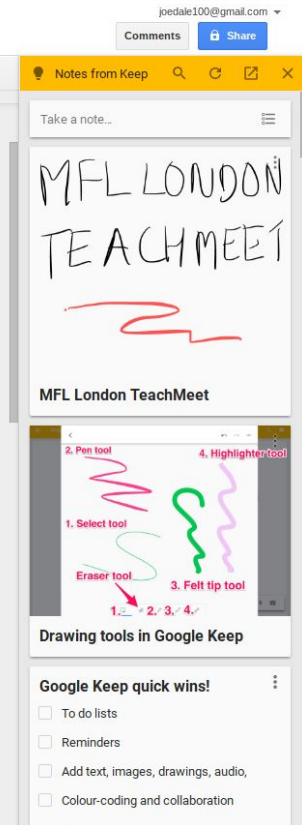 joedale100@gmail.com
Comments
Share
Notes from Keep
Take a note…
MFL LONDON
TEACHMEET
MFL London TeachMeet
2. Pen tool
4. Highlighter tool
1. Select tool
Eraser tool
3. Felt tip tool
1. 2. 3. 4.
Drawing tools in Google Keep
Google Keep quick wins!
To do lists
Reminders
Add text, images, drawings, audio,
Colour-coding and collaboration